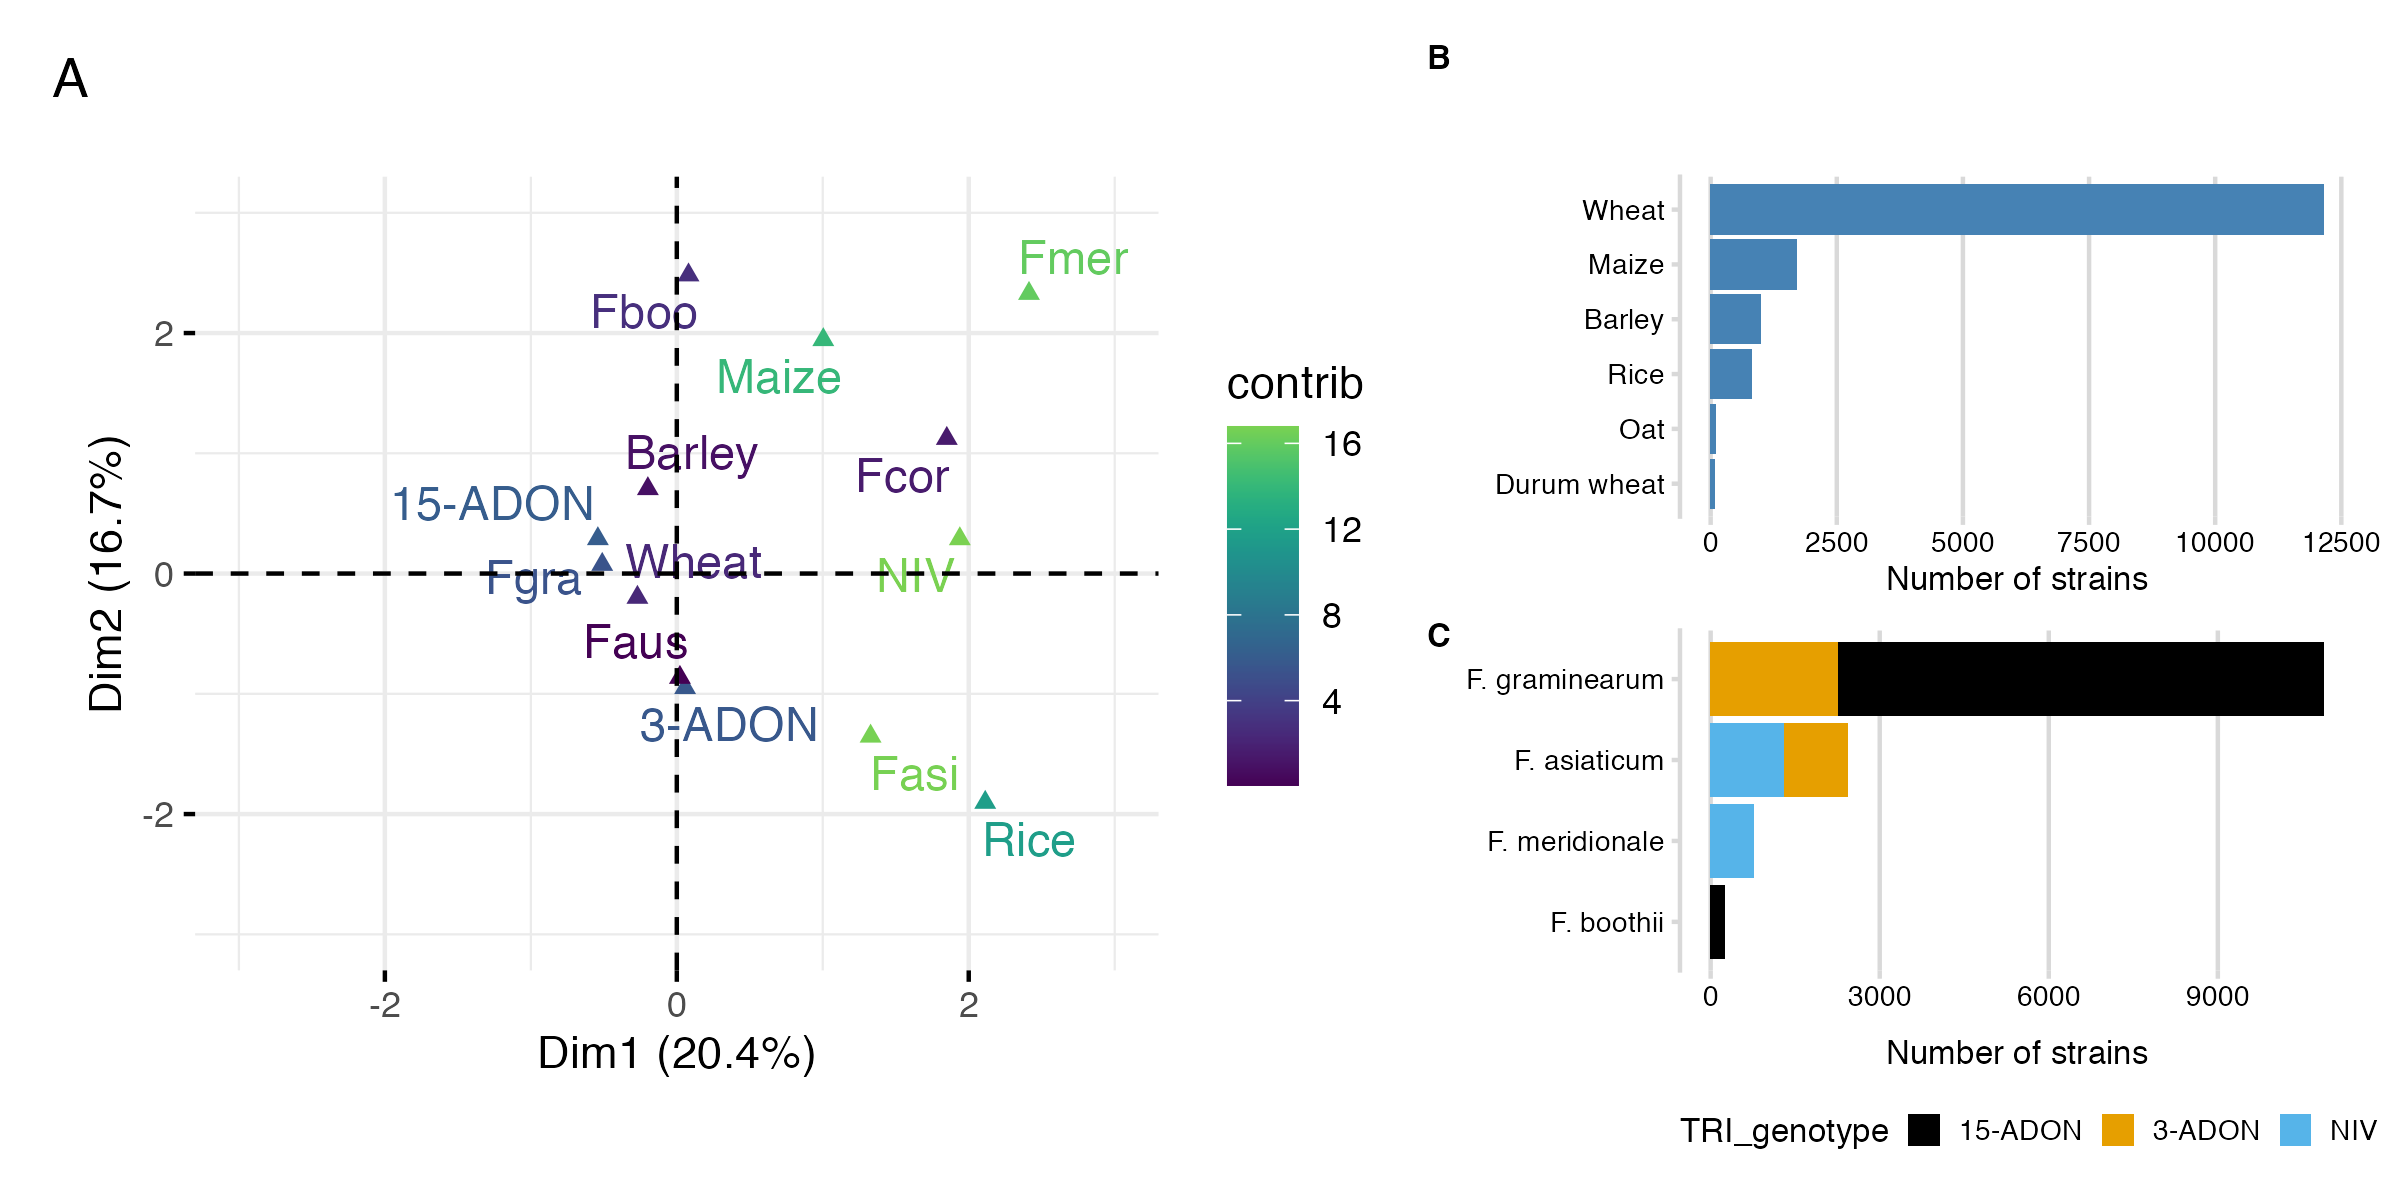 A
Fmer
Fboo
Maize
Barley
Fcor
15-ADON
Wheat
Fgra
NIV
Faus
3-ADON
Fasi
Rice
2
0
-2
Dim2 (16.7%)
-2
0
2
Dim1 (20.4%)
contrib
16
12
8
4
B
Wheat
Maize
Barley
Rice
Oat
Durum wheat
0 2500 5000 7500 10000 12500
Number of strains
C
F. graminearum
F. asiaticum
F. meridionale
F. boothii
0 3000 6000 9000
Number of strains
TRI_genotype 15-ADON 3-ADON NIV